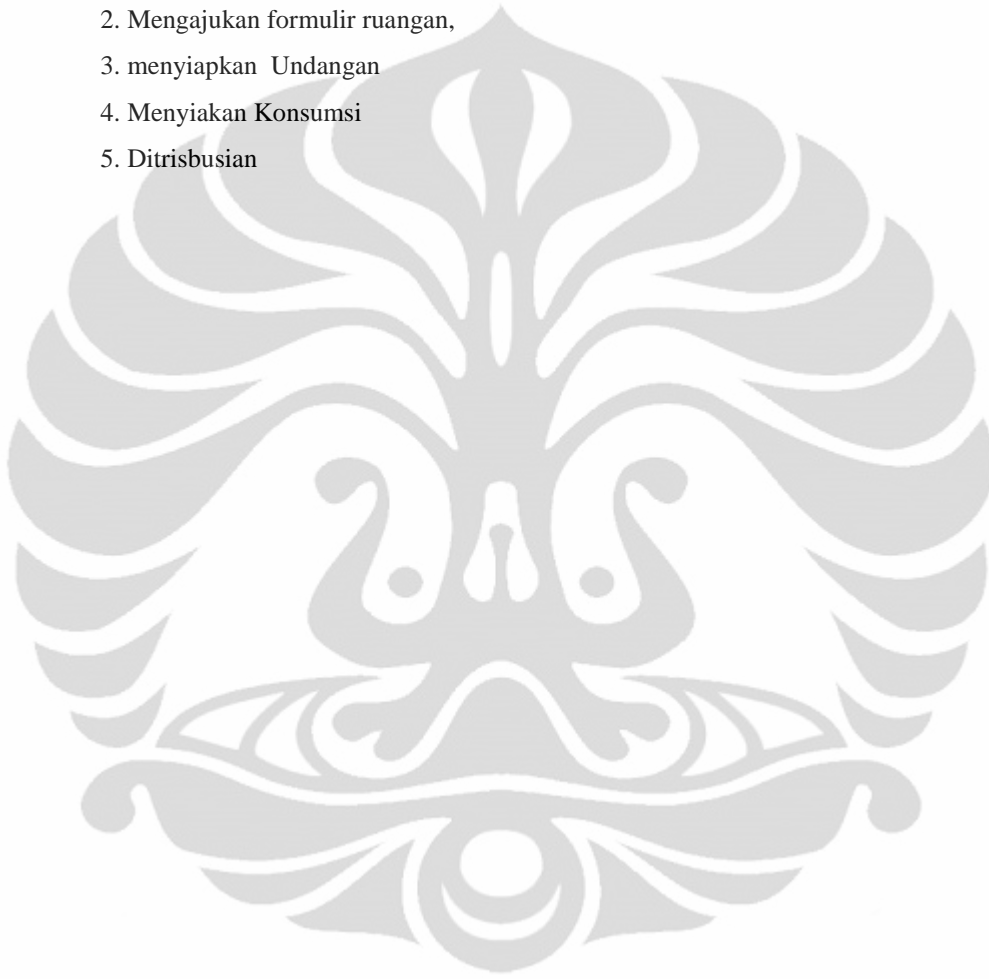 2. Mengajukan formulir ruangan,
3. menyiapkan  Undangan
4. Menyiakan Konsumsi
5. Ditrisbusian